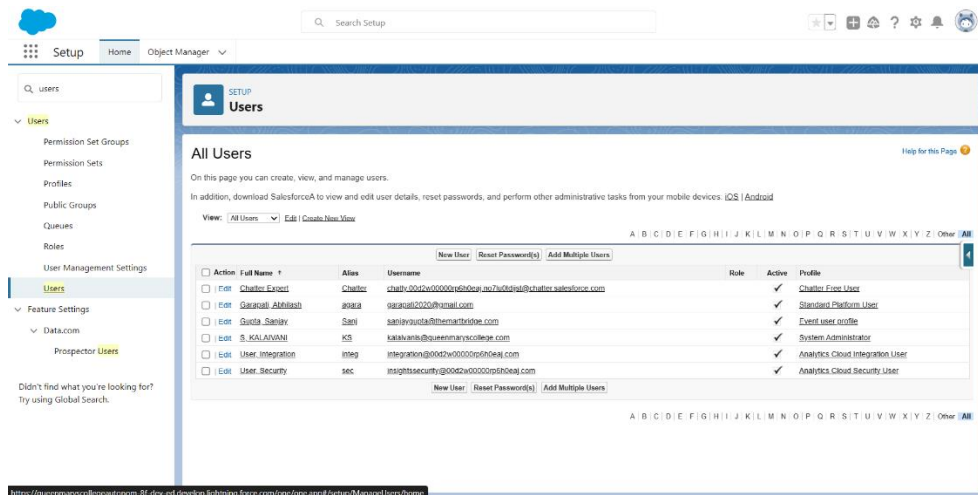 Search Setup
Setup Home Object Manager
users
Users
Permission Set Groups
Permission Sets
Profiles
Public Groups
Queues
Roles
User Management Settings
Users
Feature Settings
Data.com
Prospector Users
Didn't find what you're looking for?
Try using Global Search.
SETUP
Users
All Users
Help for this Page
On this page you can create, view, and manage users.
In addition, download SalesforceA to view and edit user details, reset passwords, and perform other administrative tasks from your mobile devices. iOS | Android
View: All Users Edit | Create New View
A | B | C | D | E | F | G | H | I | J | K | L | M | N | O | P | Q | R | S | T | U | V | W | X | Y | Z | Other All
New User Reset Password(s) Add Multiple Users
Action Full Name ↑ Alias Username Role Active Profile
Edit Chatter Expert Chatter Chatter Free User
Edit Garapati, Abhilash agara garapati2020@gmail.com Standard Platform User
Edit Gupta, Sanjay Sanj sanjaygupta@themartbridge.com Event user profile
Edit S, KALAIVANI KS kalaivanis@queenmaryscollege.com System Administrator
Edit User, Integration integ integration@00d2w00000rp6h0eaj.com Analytics Cloud Integration User
Edit User, Security sec insightssecurity@00d2w00000rp6h0eaj.com Analytics Cloud Security User
New User Reset Password(s) Add Multiple Users
A | B | C | D | E | F | G | H | I | J | K | L | M | N | O | P | Q | R | S | T | U | V | W | X | Y | Z | Other All